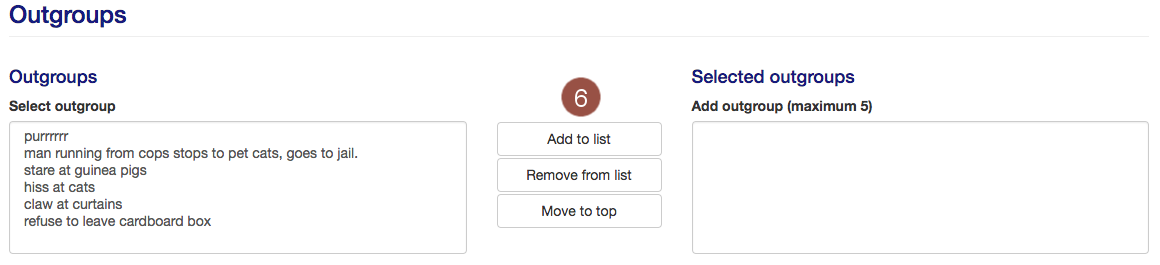 Outgroups
Outgroups
Select outgroup
purrrrrr
man running from cops stops to pet cats, goes to jail.
stare at guinea pigs
hiss at cats
claw at curtains
refuse to leave cardboard box
6
Add to list
Remove from list
Move to top
Selected outgroups
Add outgroup (maximum 5)